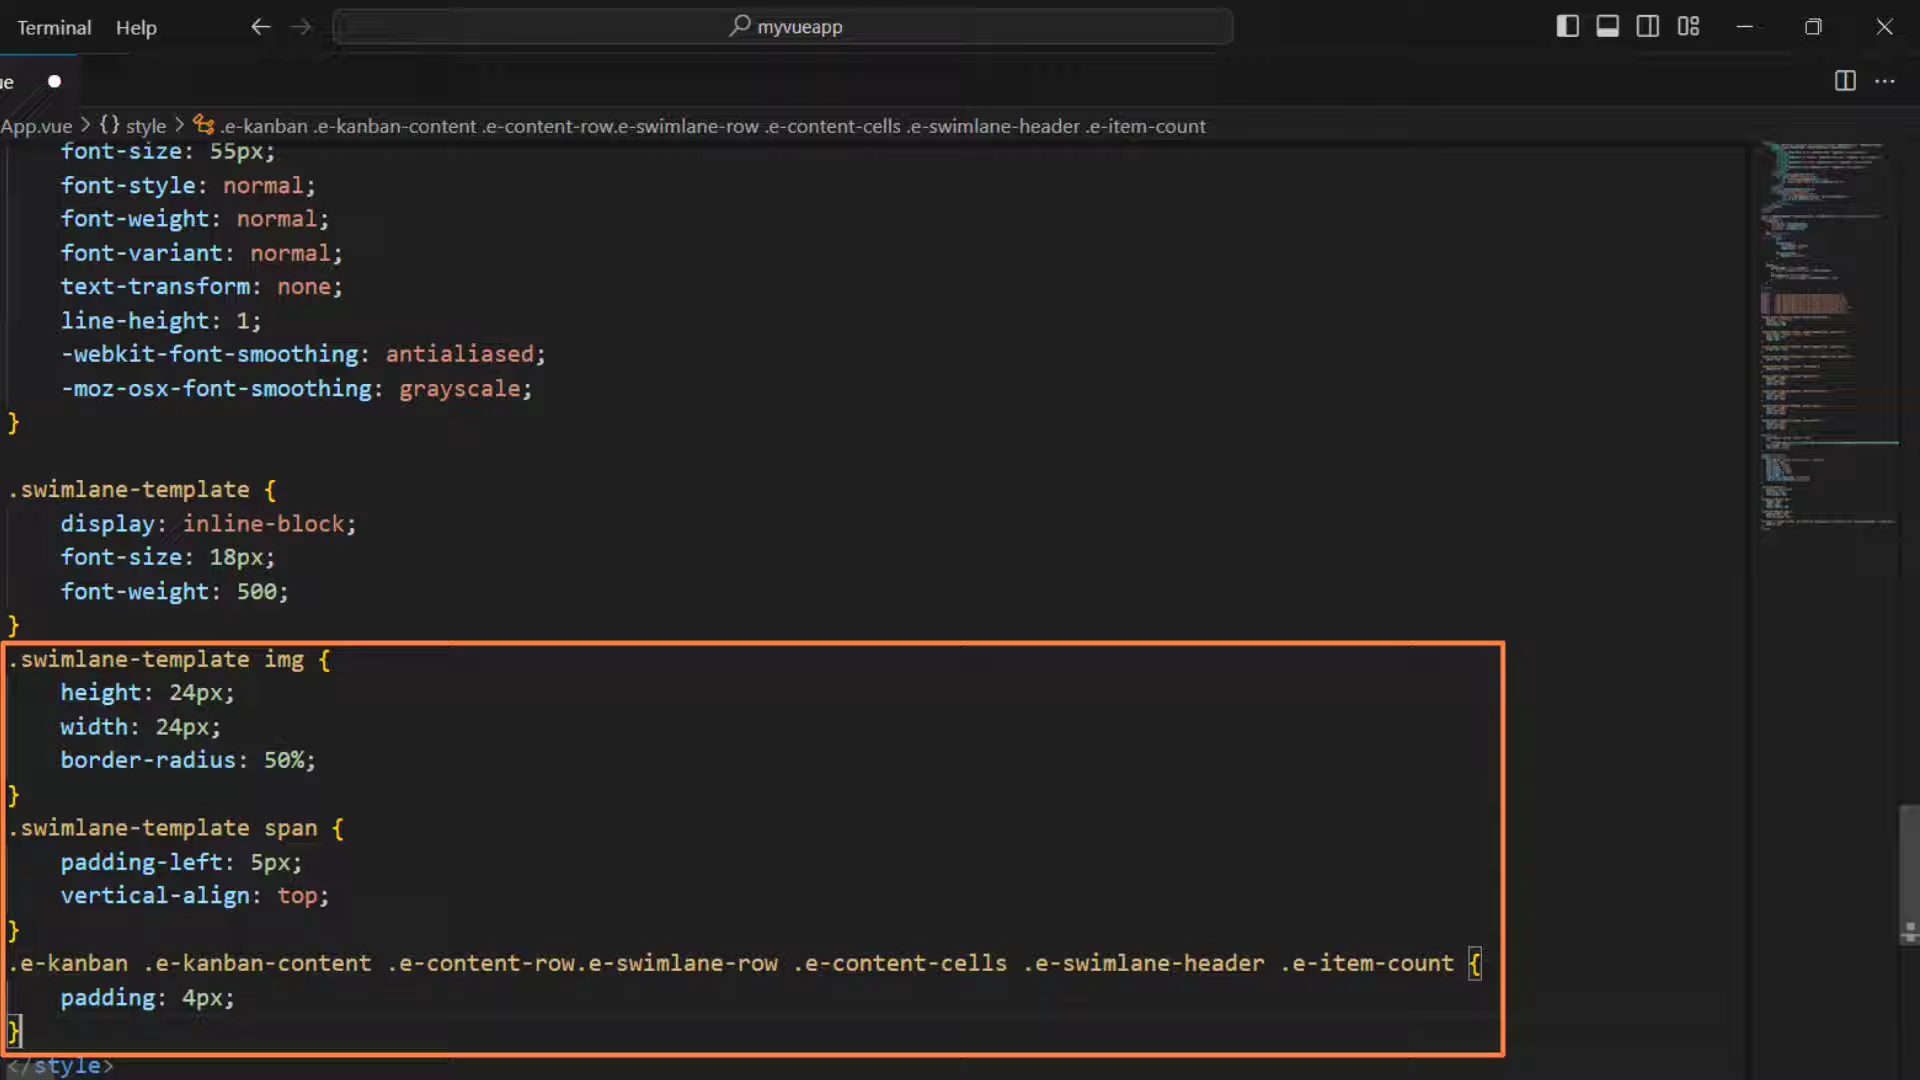 Terminal Help myvueapp
ue
App.vue > {} style > .e-kanban .e-kanban-content .e-content-row.e-swimlane-row .e-content-cells .e-swimlane-header .e-item-count
font-size: 55px;
font-style: normal;
font-weight: normal;
font-variant: normal;
text-transform: none;
line-height: 1;
-webkit-font-smoothing: antialiased;
-moz-osx-font-smoothing: grayscale;
}
.swimlane-template {
display: inline-block;
font-size: 18px;
font-weight: 500;
}
.swimlane-template img {
height: 24px;
width: 24px;
border-radius: 50%;
}
.swimlane-template span {
padding-left: 5px;
vertical-align: top;
}
.e-kanban .e-kanban-content .e-content-row.e-swimlane-row .e-content-cells .e-swimlane-header .e-item-count {
padding: 4px;
}
</style>